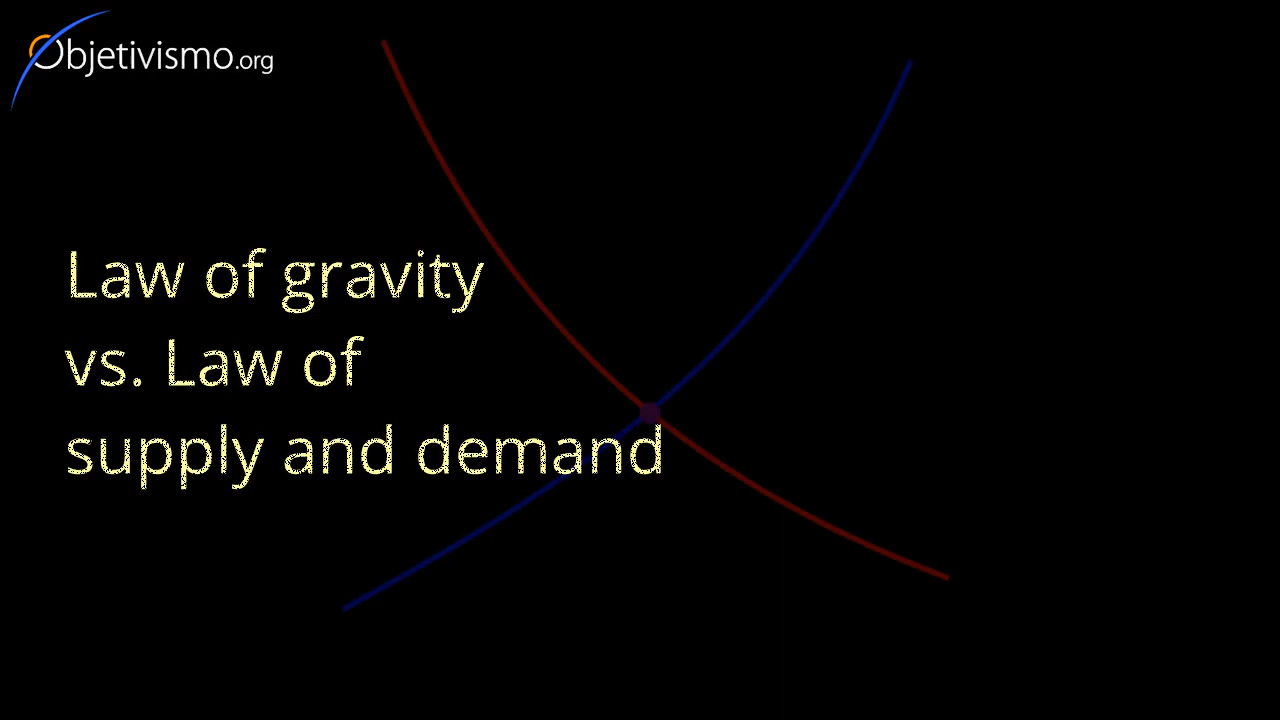 Objetivismo.org
Law of gravity
vs. Law of
supply and demand